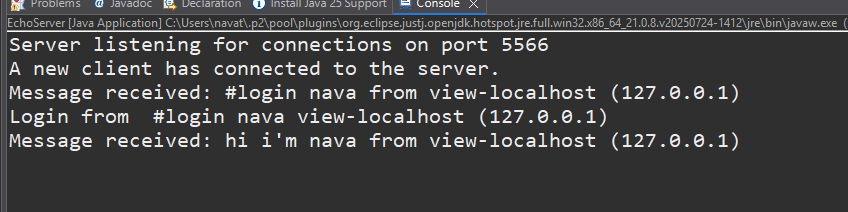 Problems @ Javadoc Declaration Install Java 25 Support Console
EchoServer [Java Application] C:\Users\navat\.p2\pool\plugins\org.eclipse.justj.openjdk.hotspot.jre.full.win32.x86_64_21.0.8.v20250724-1412\jre\bin\javaw.exe (
Server listening for connections on port 5566
A new client has connected to the server.
Message received: #login nava from view-localhost (127.0.0.1)
Login from  #login nava view-localhost (127.0.0.1)
Message received: hi i'm nava from view-localhost (127.0.0.1)